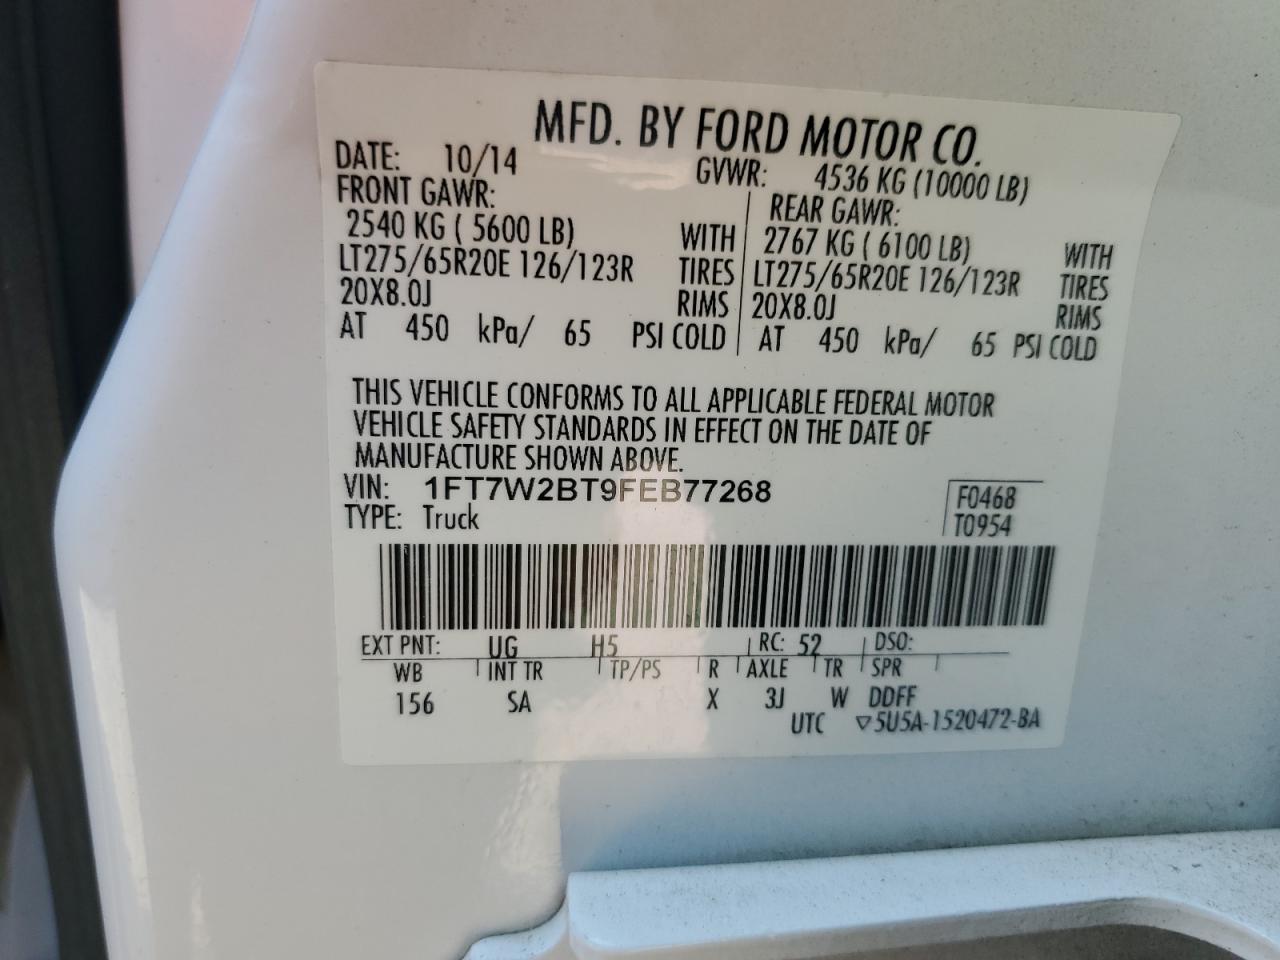 MFD. BY FORD MOTOR CO.
DATE: 10/14 GVWR: 4536 KG (10000 LB)
FRONT GAWR: REAR GAWR:
2540 KG ( 5600 LB) WITH 2767 KG ( 6100 LB) WITH
LT275/65R20E 126/123R TIRES LT275/65R20E 126/123R TIRES
20X8.0J RIMS 20X8.0J RIMS
AT 450 kPa/ 65 PSI COLD AT 450 kPa/ 65 PSI COLD
THIS VEHICLE CONFORMS TO ALL APPLICABLE FEDERAL MOTOR
VEHICLE SAFETY STANDARDS IN EFFECT ON THE DATE OF
MANUFACTURE SHOWN ABOVE.
VIN: 1FT7W2BT9FEB77268 F0468
TYPE: Truck T0954
EXT PNT: UG H5 RC: 52 DSO:
WB INT TR TP/PS R AXLE TR SPR
156 SA X 3J W DDFF
UTC ▽5U5A-1520472-BA